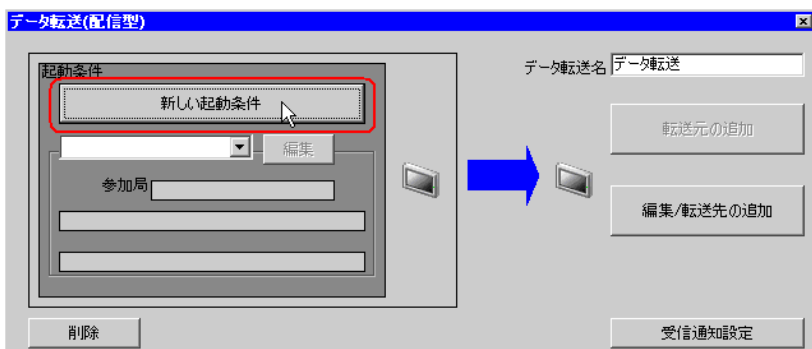 データ転送(配信型)
起動条件
新しい起動条件
編集
参加局
データ転送名 データ転送
転送元の追加
編集/転送先の追加
削除
受信通知設定